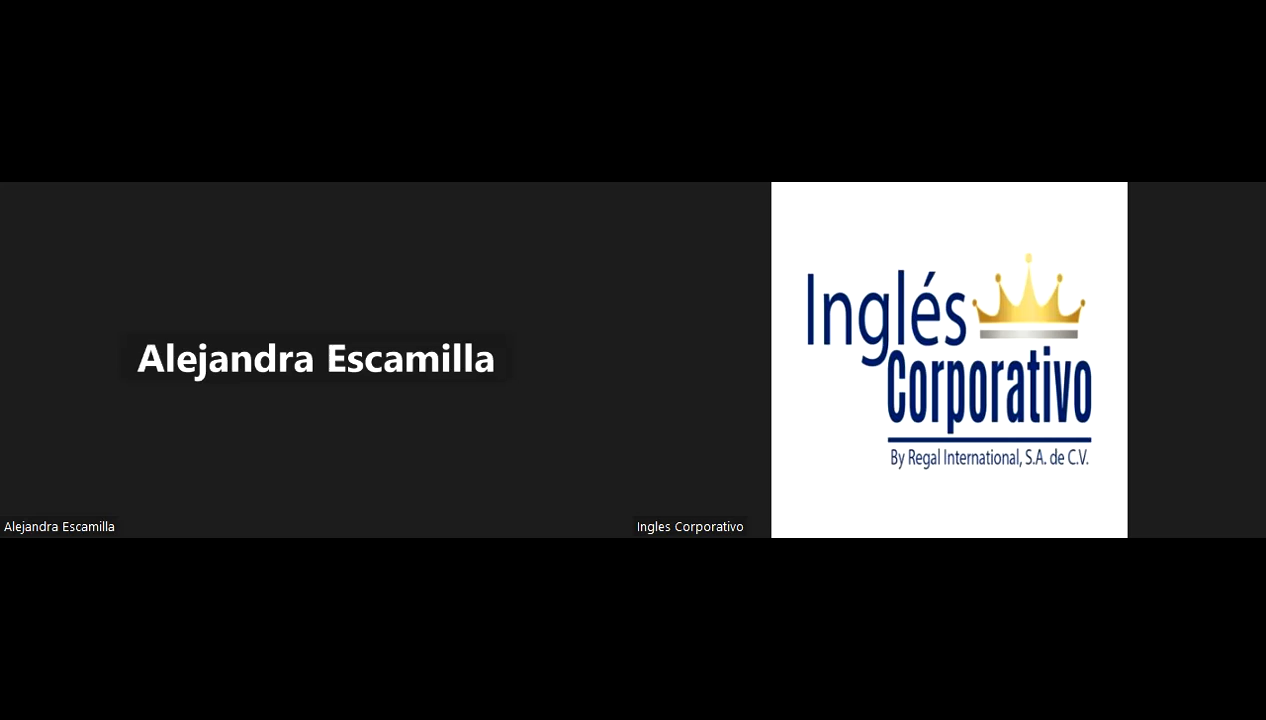 Alejandra Escamilla
Alejandra Escamilla
Inglés
Corporativo
By Regal International, S.A. de C.V.
Ingles Corporativo